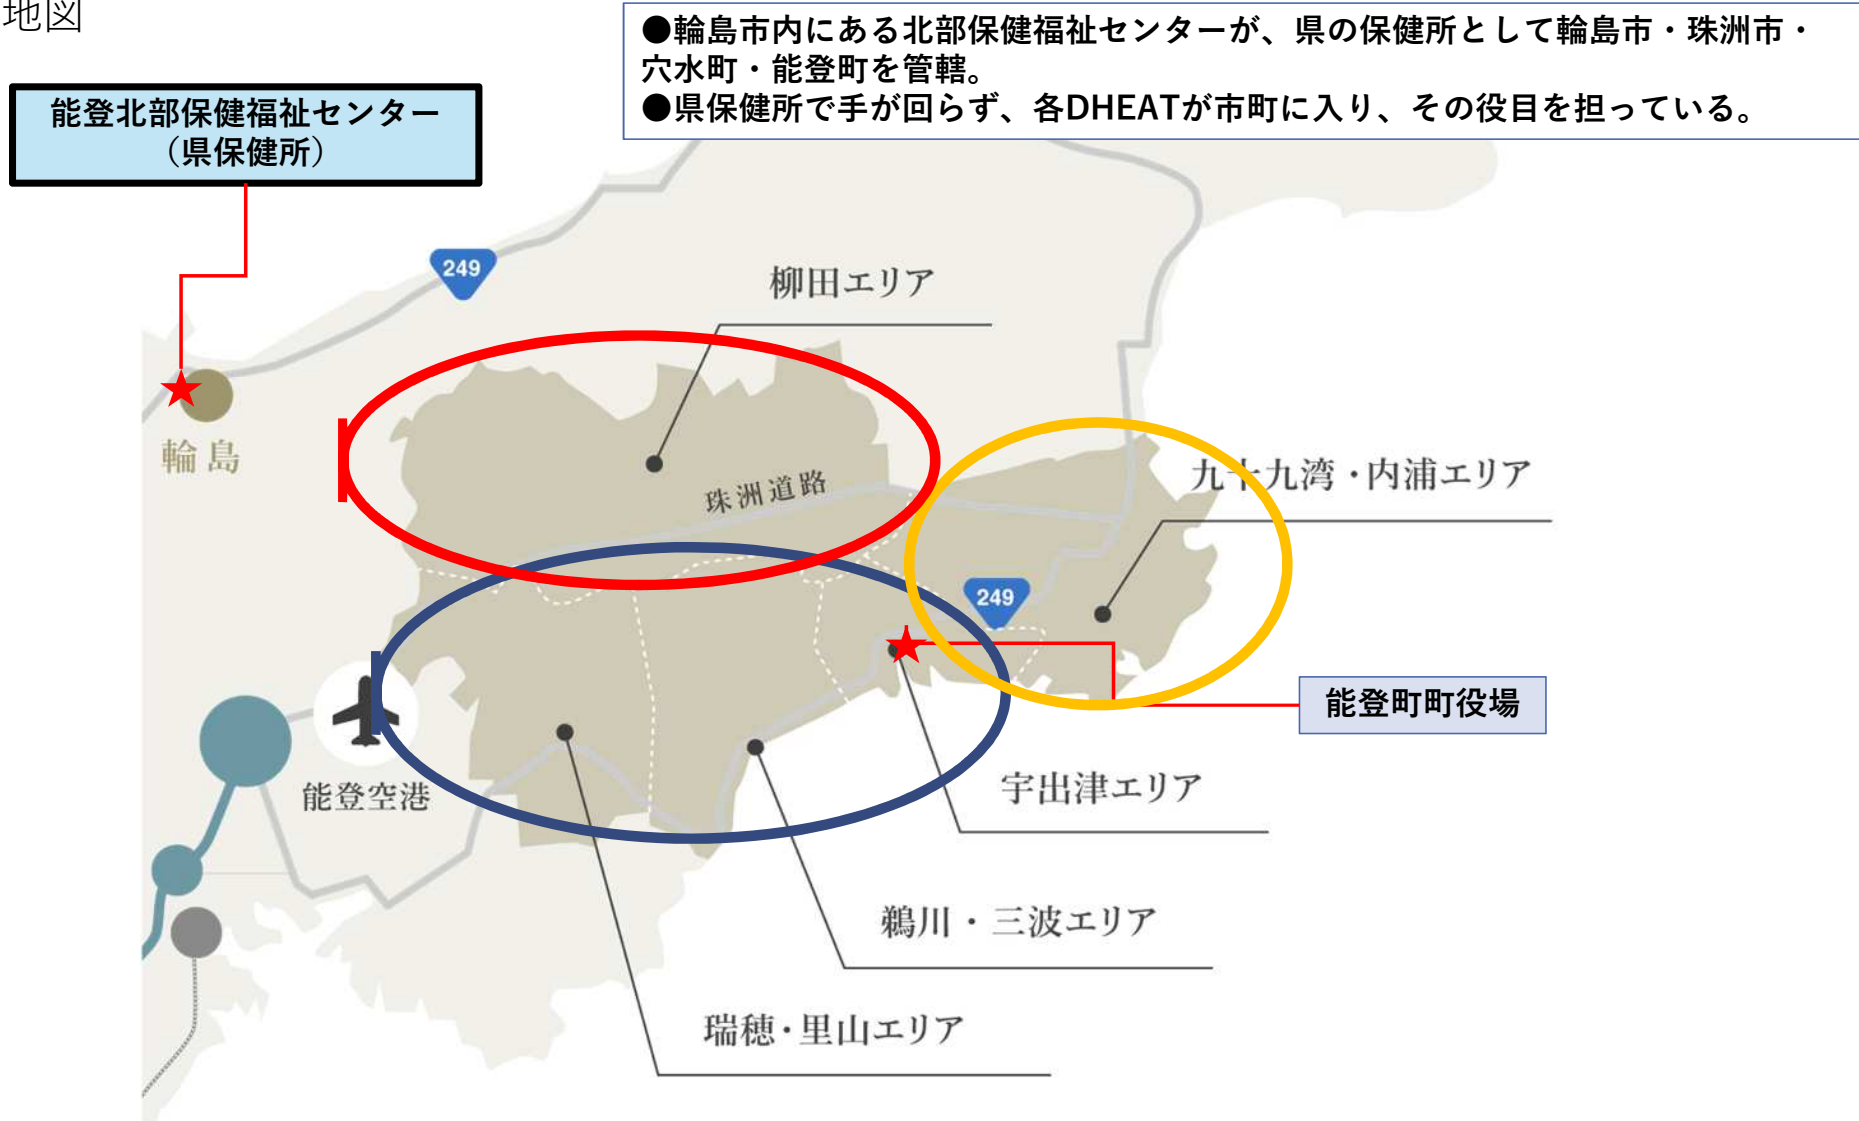 地図
●輪島市内にある北部保健福祉センターが、県の保健所として輪島市・珠洲市・
穴水町・能登町を管轄。
●県保健所で手が回らず、各DHEATが市町に入り、その役目を担っている。
能登北部保健福祉センター
（県保健所）
249
柳田エリア
輪島
珠洲道路
九十九湾・内浦エリア
249
能登町町役場
能登空港
宇出津エリア
鵜川・三波エリア
瑞穂・里山エリア